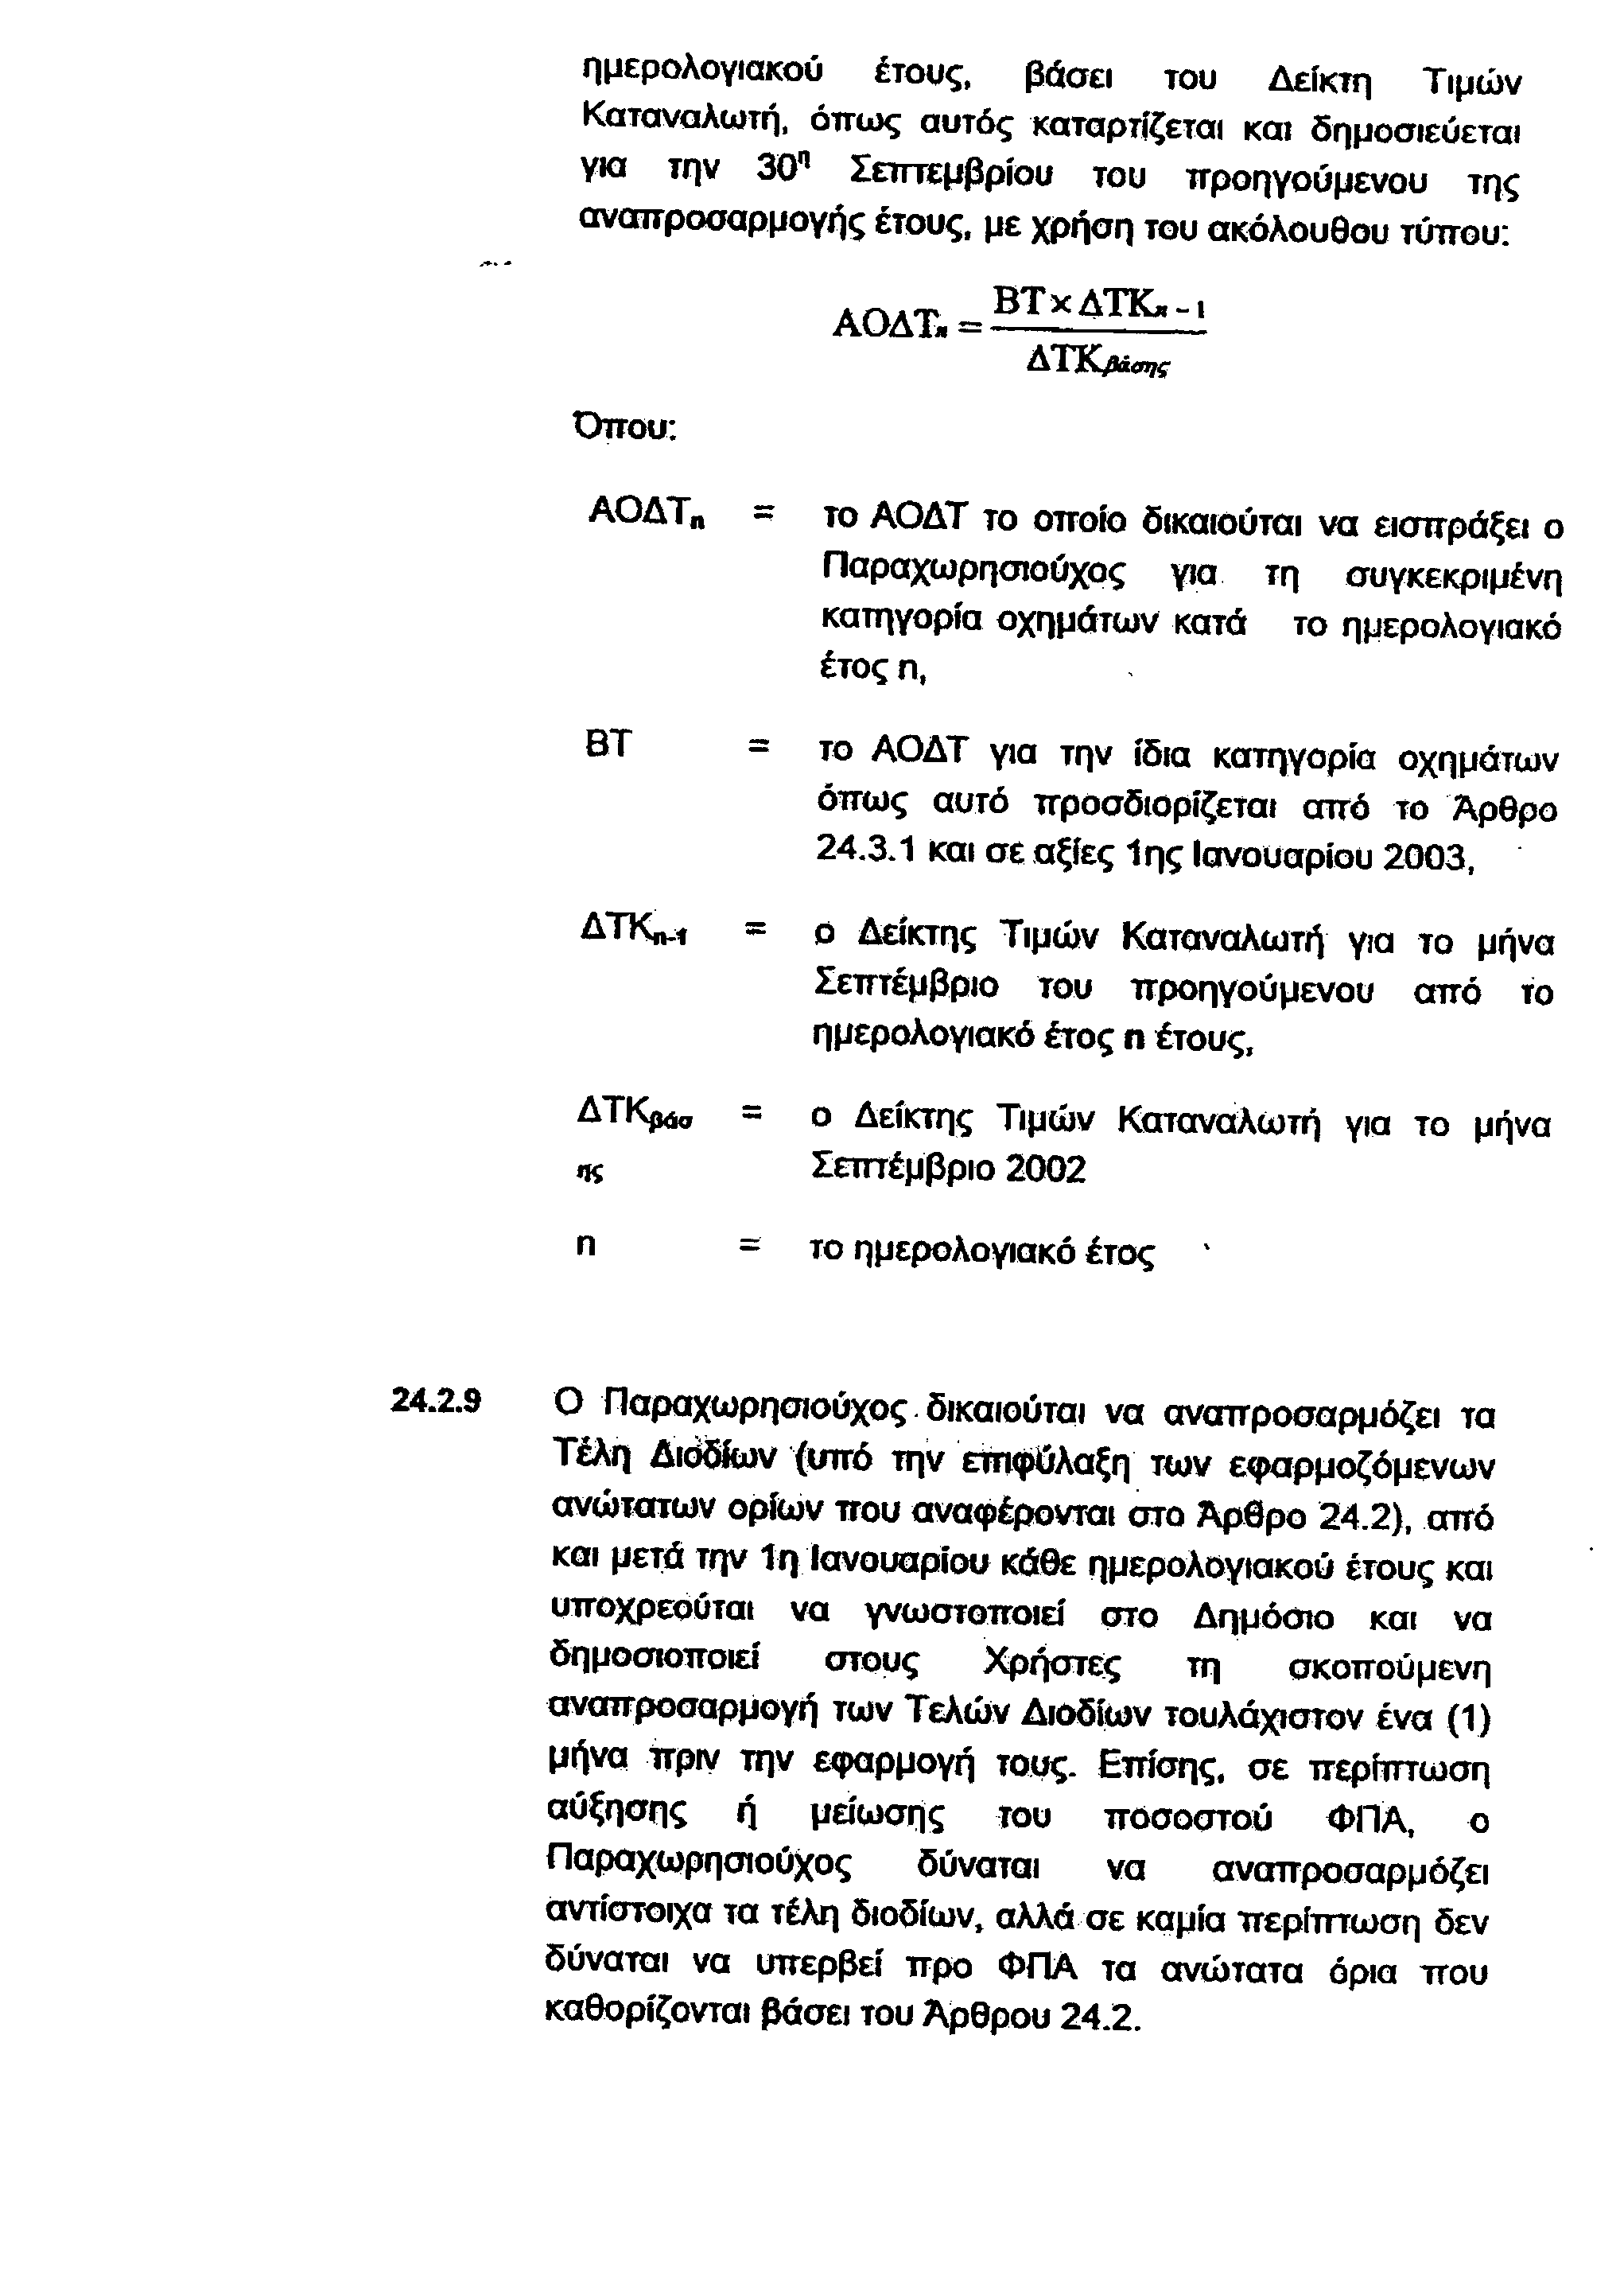 ημερολογιακού έτους, βάσει του Δείκτη Τιμών
Καταναλωτή, όπως αυτός καταρτίζεται και δημοσιεύεται
για την 30η Σεπτεμβρίου του προηγούμενου της
αναπροσαρμογής έτους, με χρήση του ακόλουθου τύπου:
ΑΟΔΤn = ΒΤ x ΔΤΚn - 1
ΔΤΚβάσης
Όπου:
ΑΟΔΤn = το ΑΟΔΤ το οποίο δικαιούται να εισπράξει ο
Παραχωρησιούχος για τη συγκεκριμένη
κατηγορία οχημάτων κατά το ημερολογιακό
έτος n,
ΒΤ = το ΑΟΔΤ για την ίδια κατηγορία οχημάτων
όπως αυτό προσδιορίζεται από το Άρθρο
24.3.1 και σε αξίες 1ης Ιανουαρίου 2003,
ΔΤΚn-1 = ο Δείκτης Τιμών Καταναλωτή για το μήνα
Σεπτέμβριο του προηγούμενου από το
ημερολογιακό έτος n έτους,
ΔΤΚβάσ = ο Δείκτης Τιμών Καταναλωτή για το μήνα
ης Σεπτέμβριο 2002
n = το ημερολογιακό έτος
24.2.9 Ο Παραχωρησιούχος δικαιούται να αναπροσαρμόζει τα
Τέλη Διοδίων (υπό την επιφύλαξη των εφαρμοζόμενων
ανώτατων ορίων που αναφέρονται στο Άρθρο 24.2), από
και μετά την 1η Ιανουαρίου κάθε ημερολογιακού έτους και
υποχρεούται να γνωστοποιεί στο Δημόσιο και να
δημοσιοποιεί στους Χρήστες τη σκοπούμενη
αναπροσαρμογή των Τελών Διοδίων τουλάχιστον ένα (1)
μήνα πριν την εφαρμογή τους. Επίσης, σε περίπτωση
αύξησης ή μείωσης του ποσοστού ΦΠΑ, ο
Παραχωρησιούχος δύναται να αναπροσαρμόζει
αντίστοιχα τα τέλη διοδίων, αλλά σε καμία περίπτωση δεν
δύναται να υπερβεί προ ΦΠΑ τα ανώτατα όρια που
καθορίζονται βάσει του Άρθρου 24.2.